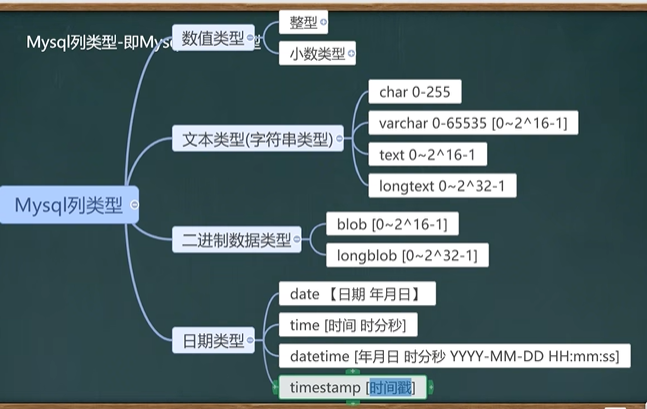 Mysql列类型-即Mysq 型
数值类型
整型
小数类型
文本类型(字符串类型)
char 0-255
varchar 0-65535 [0~2^16-1]
text 0~2^16-1
longtext 0~2^32-1
Mysql列类型
二进制数据类型
blob [0~2^16-1]
longblob [0~2^32-1]
日期类型
date 【日期 年月日】
time [时间 时分秒]
datetime [年月日 时分秒 YYYY-MM-DD HH:mm:ss]
timestamp [时间戳]